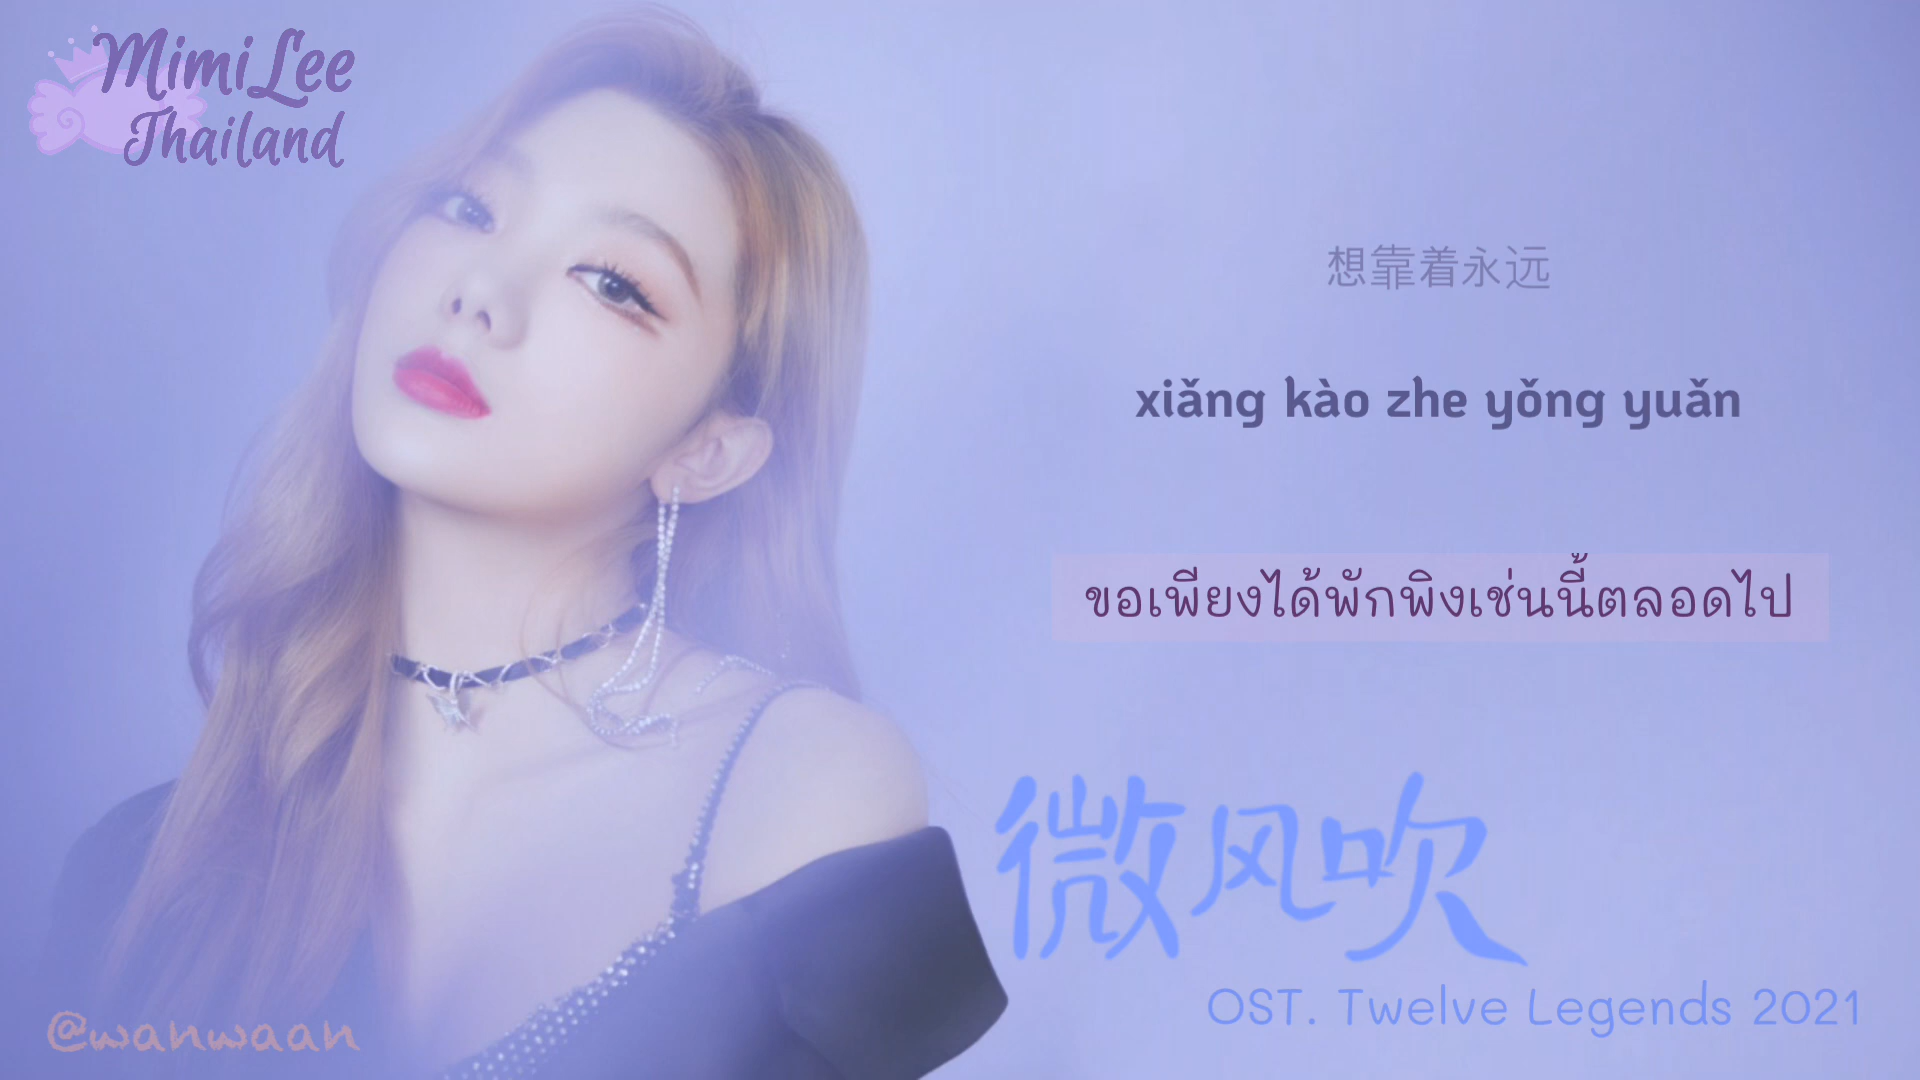 MimiLee
Thailand
想靠着永远
xiǎng kào zhe yǒng yuǎn
ขอเพียงได้พักพิงเช่นนี้ตลอดไป
微风吹
OST. Twelve Legends 2021
@wanwaan